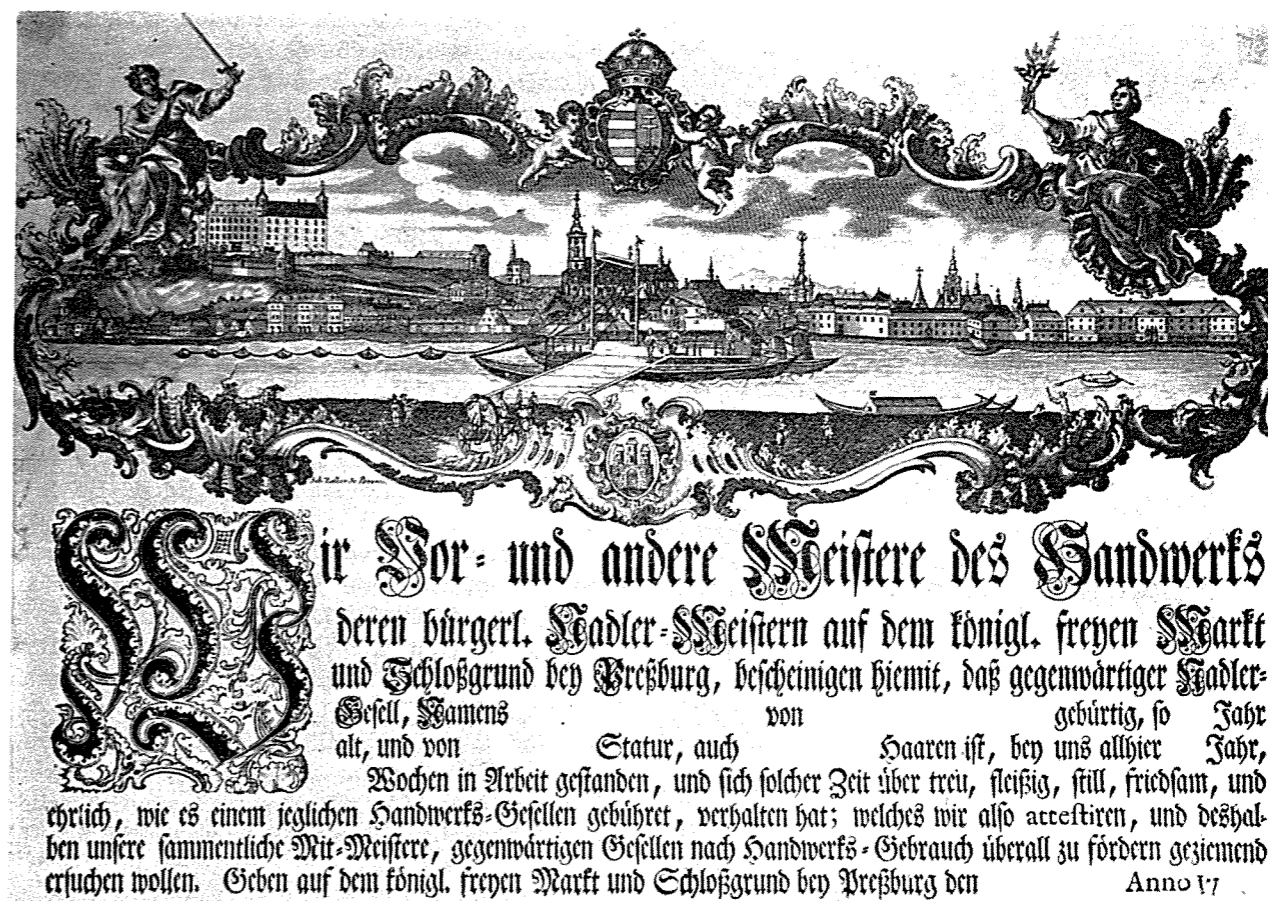 Wir Vor- und andere Meistere des Handwerks
deren bürgerl. Nadler-Meistern auf dem königl. freyen Markt
und Schloßgrund bey Preßburg, bescheinigen hiemit, daß gegenwärtiger Nadler-
Gesell, Namens von gebürtig, so Jahr
alt, und von Statur, auch Haaren ist, bey uns allhier Jahr,
Wochen in Arbeit gestanden, und sich solcher Zeit über treu, fleißig, still, friedsam, und
ehrlich, wie es einem jeglichen Handwerks-Gesellen gebühret, verhalten hat; welches wir also attestiren, und deshal-
ben unsere sammentliche Mit-Meistere, gegenwärtigen Gesellen nach Handwerks-Gebrauch überall zu fördern geziemend
ersuchen wollen. Geben auf dem königl. freyen Markt und Schloßgrund bey Preßburg den Anno 17